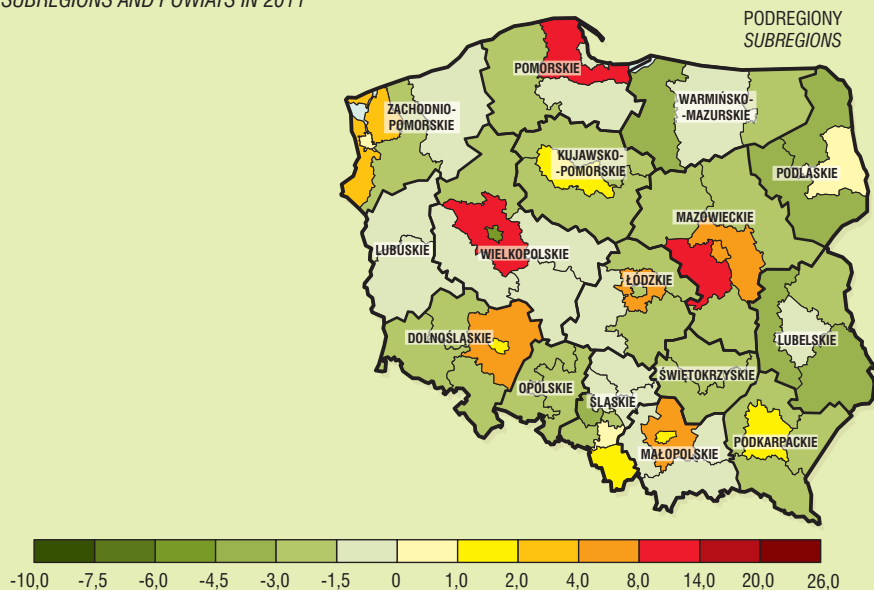 SUBREGIONS AND POWIATS IN 2011
PODREGIONY
SUBREGIONS
POMORSKIE
ZACHODNIO-
POMORSKIE
WARMIŃSKO-
-MAZURSKIE
KUJAWSKO-
-POMORSKIE
PODLASKIE
MAZOWIECKIE
LUBUSKIE
WIELKOPOLSKIE
ŁÓDZKIE
DOLNOŚLĄSKIE
LUBELSKIE
OPOLSKIE
ŚWIĘTOKRZYSKIE
ŚLĄSKIE
PODKARPACKIE
MAŁOPOLSKIE
-10,0 -7,5 -6,0 -4,5 -3,0 -1,5 0 1,0 2,0 4,0 8,0 14,0 20,0 26,0